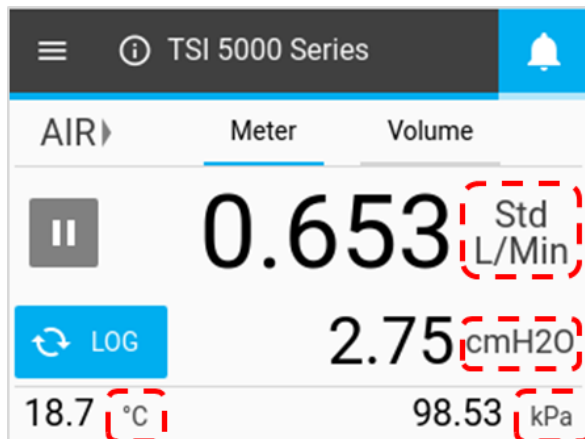 TSI 5000 Series
AIR Meter Volume
0.653 Std
L/Min
LOG 2.75 cmH2O
18.7 °C 98.53 kPa